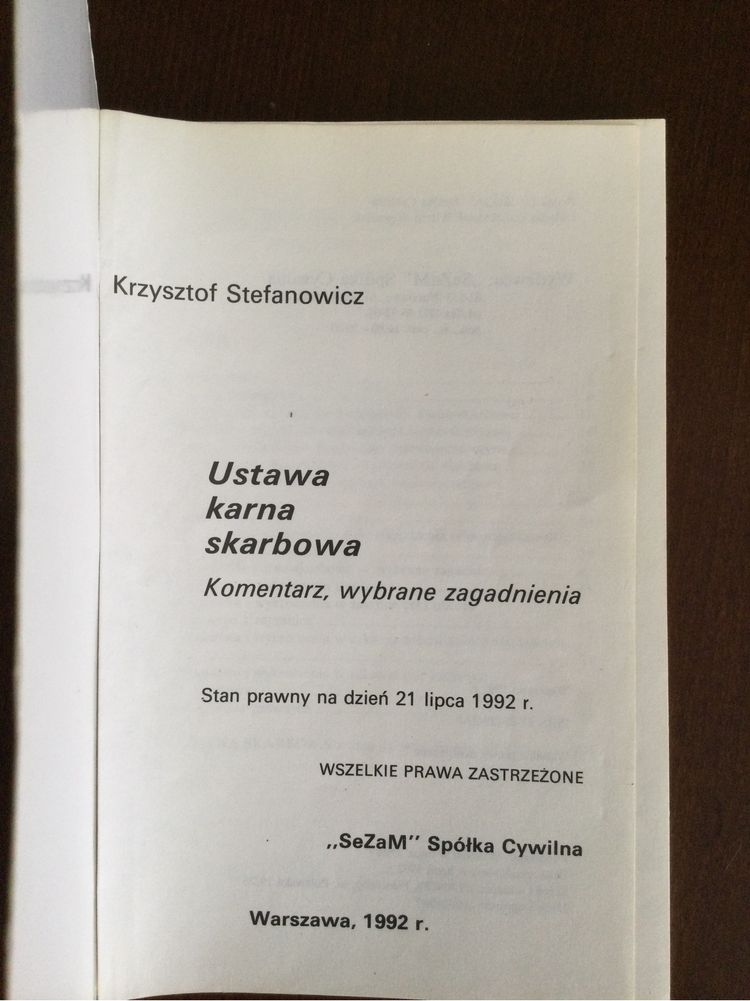 Krzysztof Stefanowicz
Ustawa
karna
skarbowa
Komentarz, wybrane zagadnienia
Stan prawny na dzień 21 lipca 1992 r.
WSZELKIE PRAWA ZASTRZEŻONE
,,SeZaM" Spółka Cywilna
Warszawa, 1992 r.